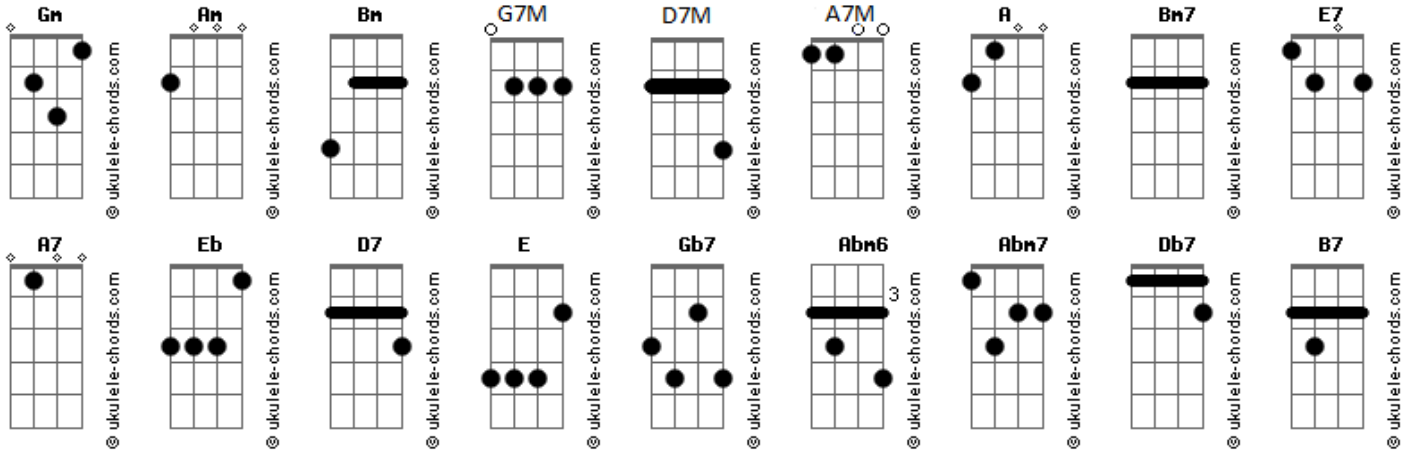 Gm Am Bm G7M D7M A7M A Bm7 E7
© ukulele-chords.com © ukulele-chords.com © ukulele-chords.com © ukulele-chords.com © ukulele-chords.com © ukulele-chords.com © ukulele-chords.com © ukulele-chords.com © ukulele-chords.com
A7 Eb D7 E Gb7 Abm6 Abm7 Db7 B7
3
© ukulele-chords.com © ukulele-chords.com © ukulele-chords.com © ukulele-chords.com © ukulele-chords.com © ukulele-chords.com © ukulele-chords.com © ukulele-chords.com © ukulele-chords.com